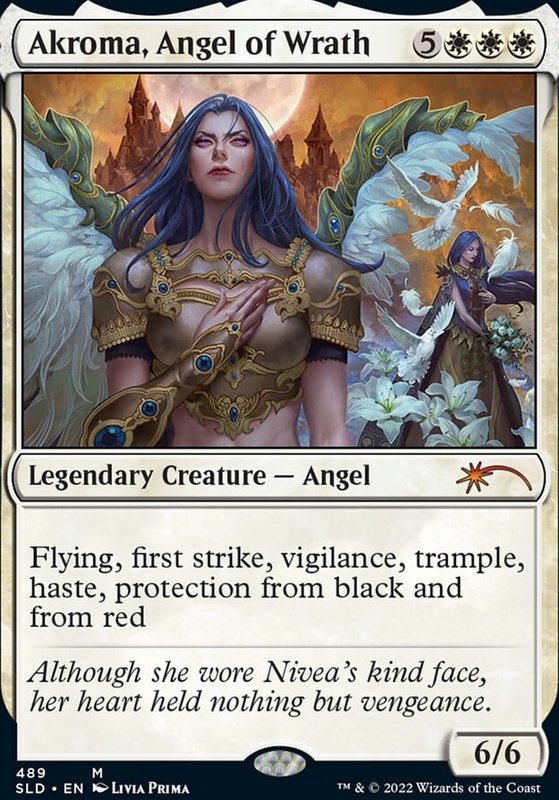 Akroma, Angel of Wrath 5
Legendary Creature — Angel
Flying, first strike, vigilance, trample,
haste, protection from black and
from red
Although she wore Nivea's kind face,
her heart held nothing but vengeance.
6/6
489 M
SLD • EN Livia Prima
™ & © 2022 Wizards of the Coast